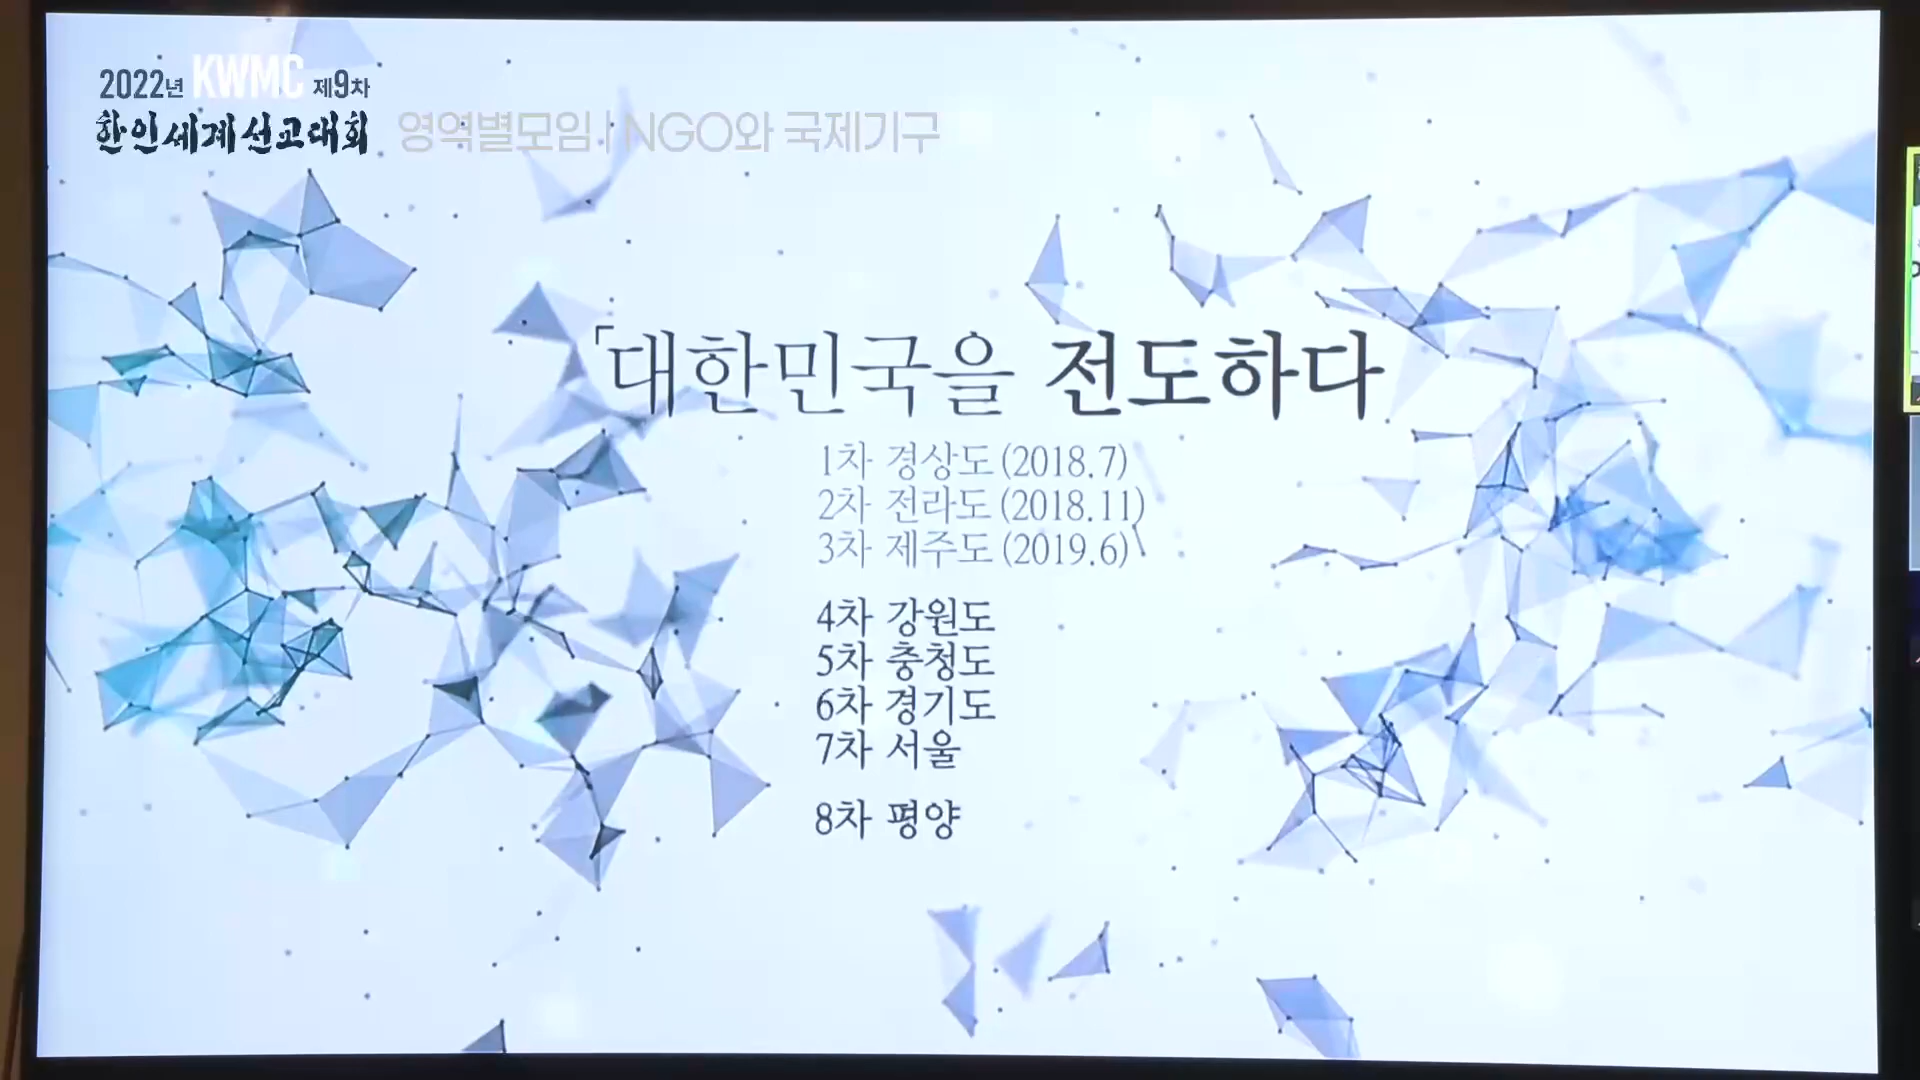 2022년 KWMC 제9차
한인세계선교대회 영역별모임 | NGO와 국제기구
「대한민국을 전도하다
1차 경상도 (2018.7)
2차 전라도 (2018.11)
3차 제주도 (2019.6)
4차 강원도
5차 충청도
6차 경기도
7차 서울
8차 평양